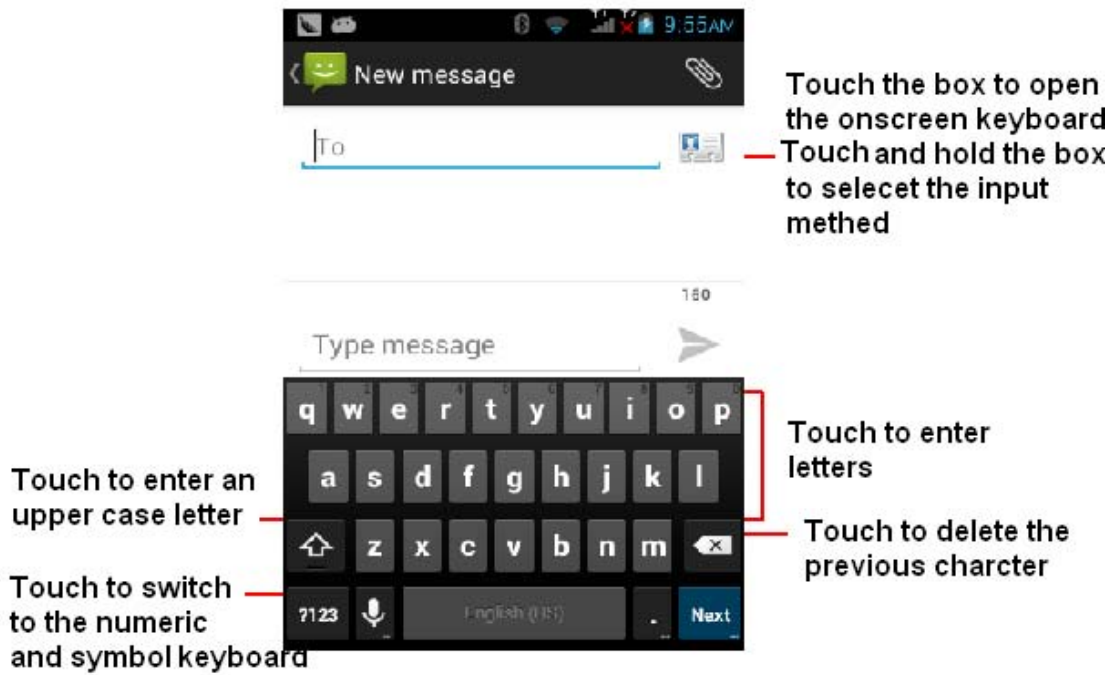 9:55AM
New message
To
160
Type message
q w e r t y u i o p
a s d f g h j k l
z x c v b n m
?123 English (US) . Next
Touch the box to open
the onscreen keyboard
Touch and hold the box
to selecet the input
methed
Touch to enter
letters
Touch to delete the
previous charcter
Touch to enter an
upper case letter
Touch to switch
to the numeric
and symbol keyboard